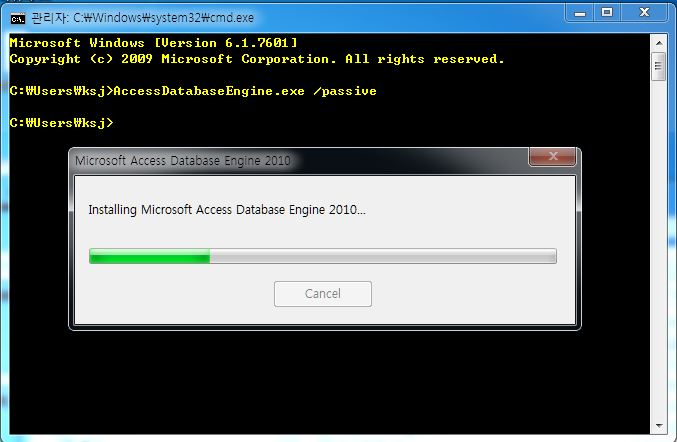 관리자: C:₩Windows₩system32₩cmd.exe
Microsoft Windows [Version 6.1.7601]
Copyright (c) 2009 Microsoft Corporation. All rights reserved.
C:₩Users₩ksj>AccessDatabaseEngine.exe /passive
C:₩Users₩ksj>
Microsoft Access Database Engine 2010
Installing Microsoft Access Database Engine 2010...
Cancel